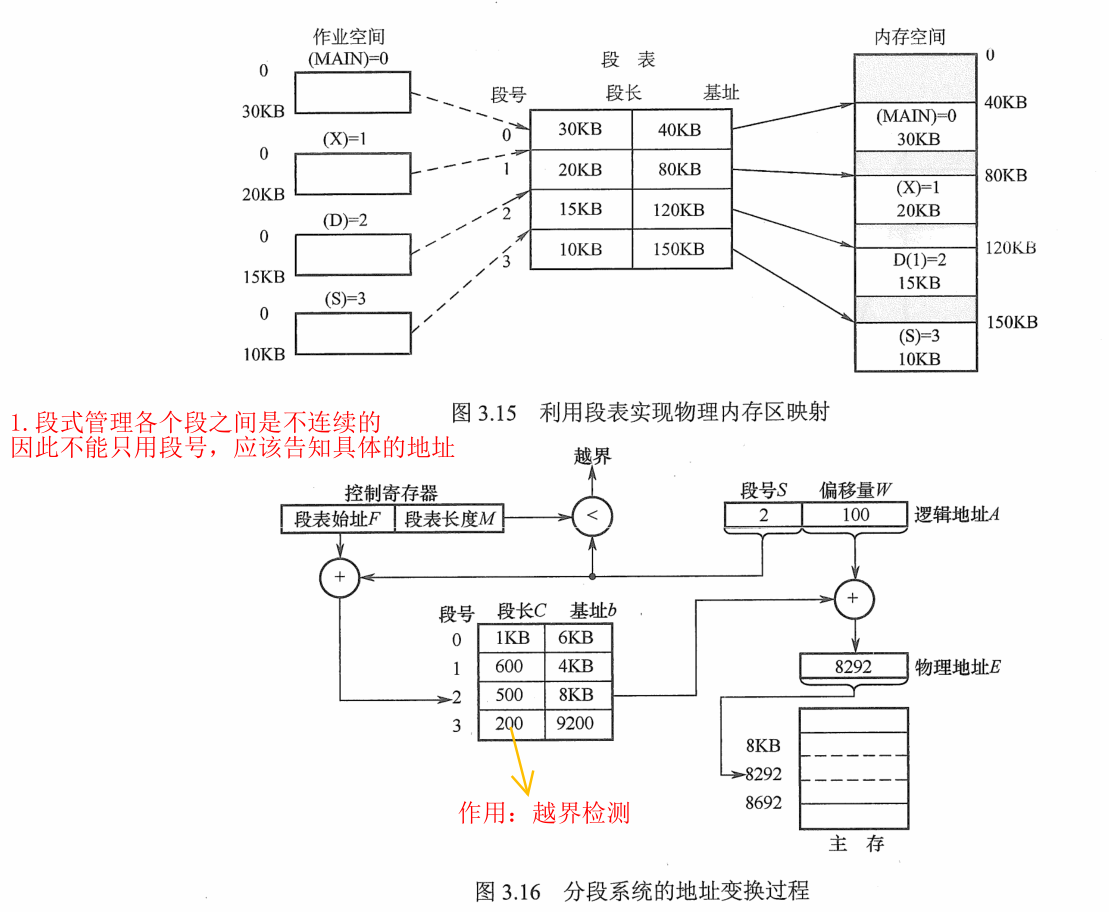 作业空间
(MAIN)=0
0
30KB
(X)=1
0
20KB
(D)=2
0
15KB
(S)=3
0
10KB
段 表
段号 段长 基址
0 30KB 40KB
1 20KB 80KB
2 15KB 120KB
3 10KB 150KB
内存空间
0
40KB
(MAIN)=0
30KB
80KB
(X)=1
20KB
120KB
D(1)=2
15KB
150KB
(S)=3
10KB
图 3.15 利用段表实现物理内存区映射
1.段式管理各个段之间是不连续的
因此不能只用段号，应该告知具体的地址
越界
控制寄存器
段表始址F 段表长度M
<
段号S 偏移量W
2 100 逻辑地址A
+
+
段号 段长C 基址b
0 1KB 6KB
1 600 4KB
2 500 8KB
3 200 9200
8292 物理地址E
8KB
8292
8692
主 存
作用：越界检测
图 3.16 分段系统的地址变换过程